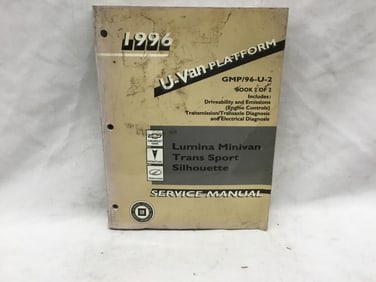 1996
U-Van PLATFORM
GMP/96-U-2
BOOK 2 OF 2
Includes:
Driveability and Emissions
(Engine Controls)
Transmission/Transaxle Diagnosis
and Electrical Diagnosis
Lumina Minivan
Trans Sport
Silhouette
SERVICE MANUAL
GM